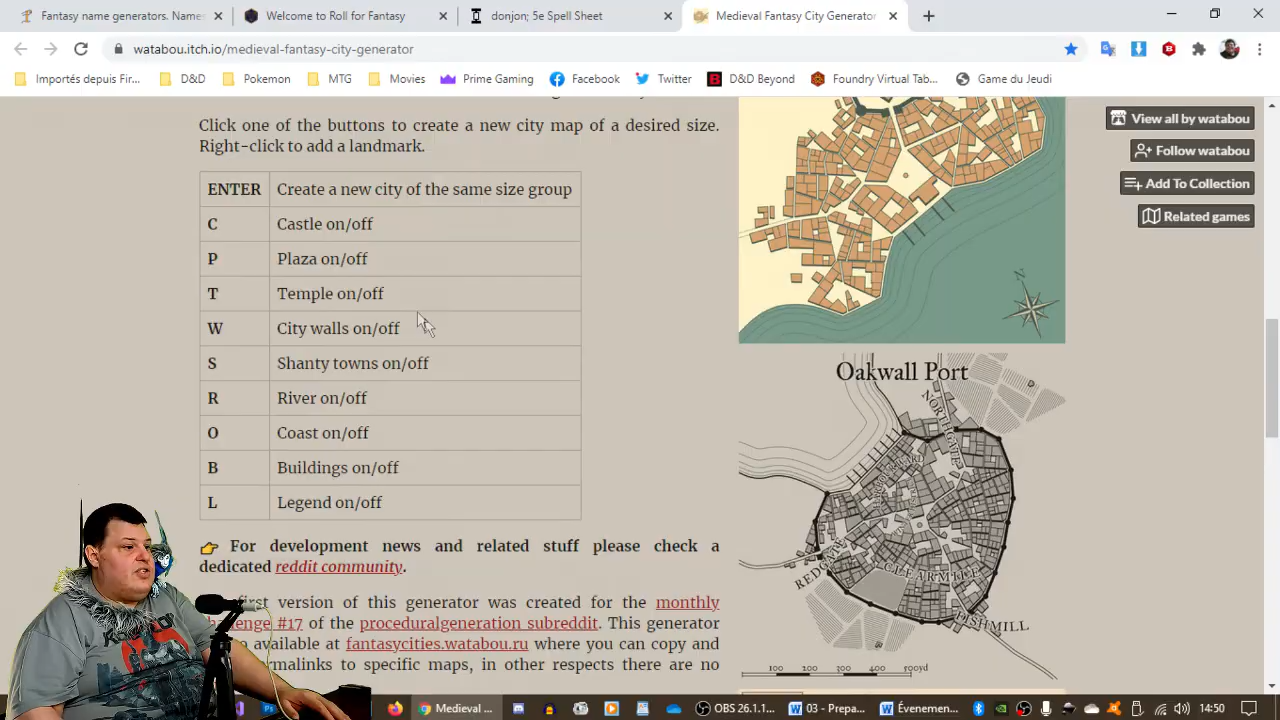 Fantasy name generators. Names
Welcome to Roll for Fantasy
donjon; 5e Spell Sheet
Medieval Fantasy City Generator
watabou.itch.io/medieval-fantasy-city-generator
Importés depuis Fir...
D&D
Pokemon
MTG
Movies
Prime Gaming
Facebook
Twitter
D&D Beyond
Foundry Virtual Tab...
Game du Jeudi
Click one of the buttons to create a new city map of a desired size.
Right-click to add a landmark.
ENTER Create a new city of the same size group
C Castle on/off
P Plaza on/off
T Temple on/off
W City walls on/off
S Shanty towns on/off
R River on/off
O Coast on/off
B Buildings on/off
L Legend on/off
For development news and related stuff please check a
dedicated reddit community.
first version of this generator was created for the monthly
#17 of the proceduralgeneration subreddit. This generator
available at fantasycities.watabou.ru where you can copy and
to specific maps, in other respects there are no
View all by watabou
Follow watabou
Add To Collection
Related games
N
Oakwall Port
NORTHGATE
REDGATE
CLEARMILL
DISHMILL
100 200 300 400 500yd
Medieval ...
OBS 26.1.1...
03 - Prepa...
Évenemen...
14:50